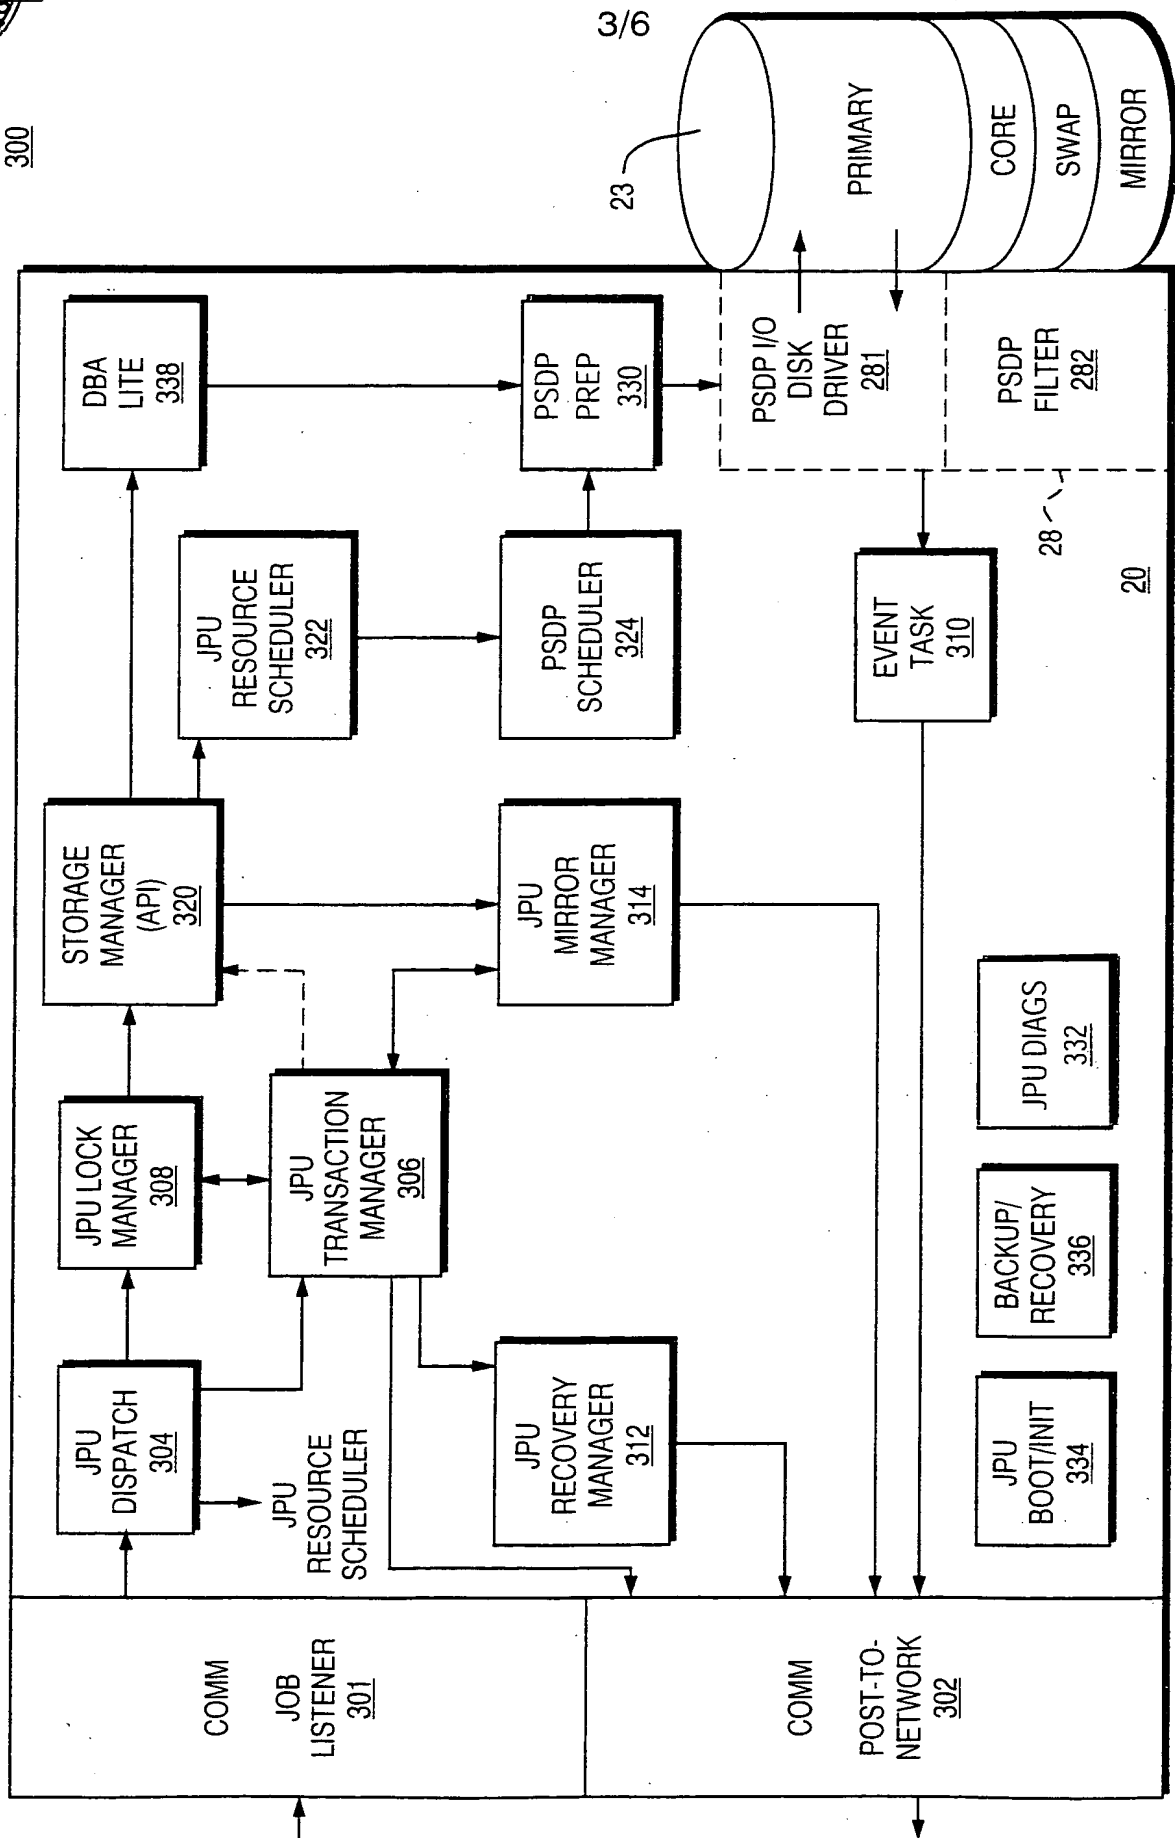 3/6
300
COMM
JOB
LISTENER
301
COMM
POST-TO-
NETWORK
302
JPU
DISPATCH
304
JPU
RESOURCE
SCHEDULER
JPU LOCK
MANAGER
308
JPU
TRANSACTION
MANAGER
306
JPU
RECOVERY
MANAGER
312
STORAGE
MANAGER
(API)
320
JPU
MIRROR
MANAGER
314
JPU
RESOURCE
SCHEDULER
322
PSDP
SCHEDULER
324
DBA
LITE
338
PSDP
PREP
330
PSDP I/O
DISK
DRIVER
281
PSDP
FILTER
282
28
20
EVENT
TASK
310
JPU
BOOT/INIT
334
BACKUP/
RECOVERY
336
JPU DIAGS
332
23
PRIMARY
CORE
SWAP
MIRROR